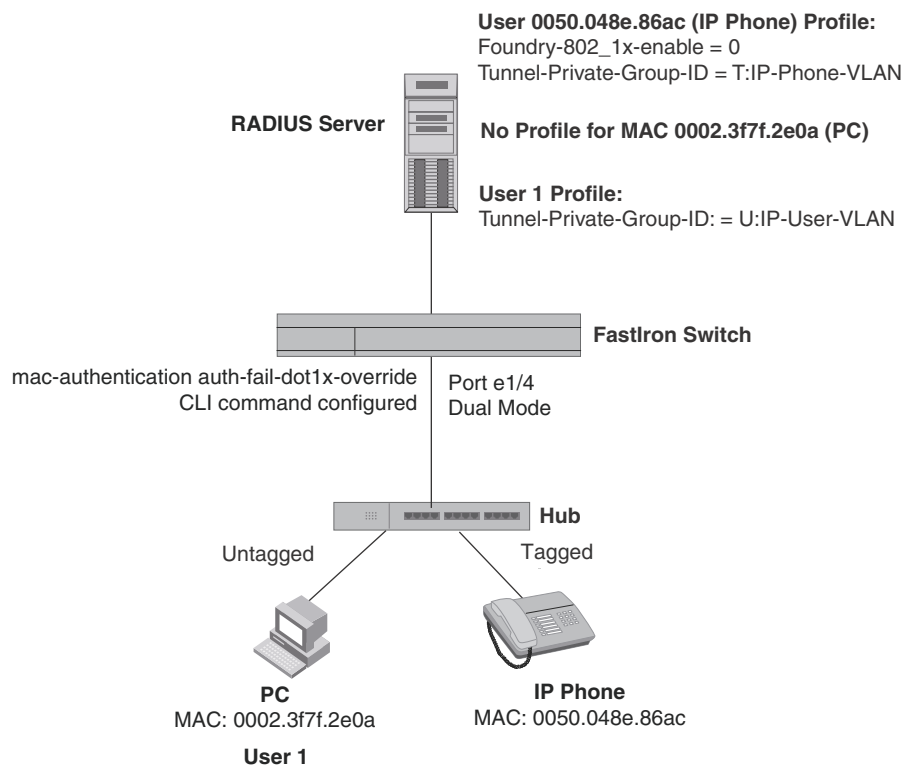 User 0050.048e.86ac (IP Phone) Profile:
Foundry-802_1x-enable = 0
Tunnel-Private-Group-ID = T:IP-Phone-VLAN
RADIUS Server
No Profile for MAC 0002.3f7f.2e0a (PC)
User 1 Profile:
Tunnel-Private-Group-ID: = U:IP-User-VLAN
FastIron Switch
mac-authentication auth-fail-dot1x-override
CLI command configured
Port e1/4
Dual Mode
Hub
Untagged
Tagged
PC
MAC: 0002.3f7f.2e0a
User 1
IP Phone
MAC: 0050.048e.86ac